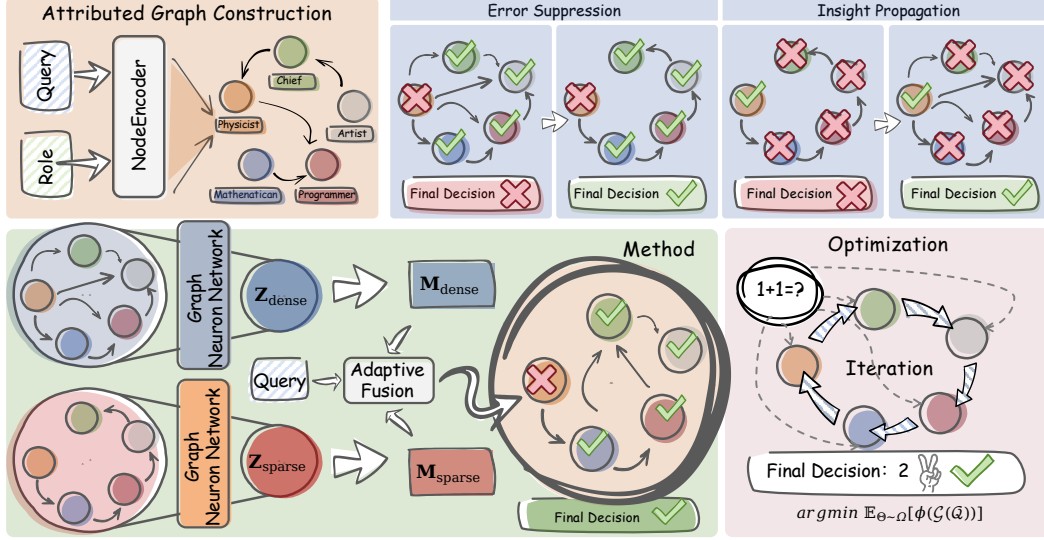 Attributed Graph Construction
Query
Role
NodeEncoder
Chief
Physicist
Artist
Mathematican
Programmer
Error Suppression
Final Decision
Final Decision
Insight Propagation
Final Decision
Final Decision
Method
Graph
Neuron Network
Z_dense
M_dense
Query
Adaptive
Fusion
Graph
Neuron Network
Z_sparse
M_sparse
Final Decision
Optimization
1+1=?
Iteration
Final Decision: 2
argmin 𝔼_{Θ~Ω}[ϕ(𝒢(𝒬))]